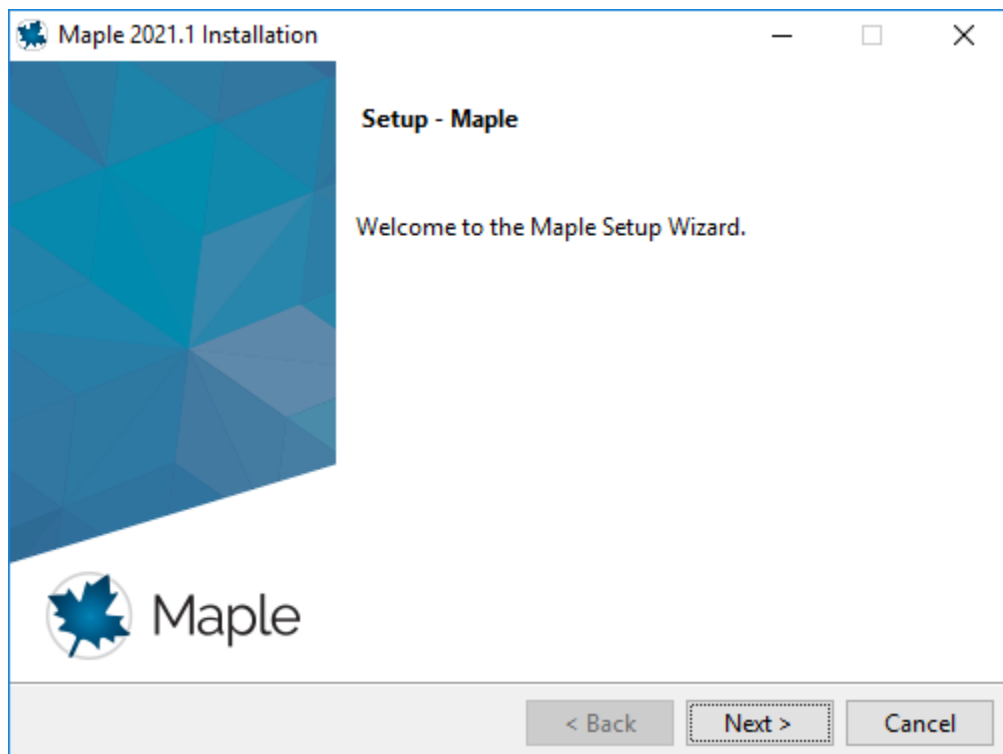 Maple 2021.1 Installation
Setup - Maple
Welcome to the Maple Setup Wizard.
Maple
< Back
Next >
Cancel